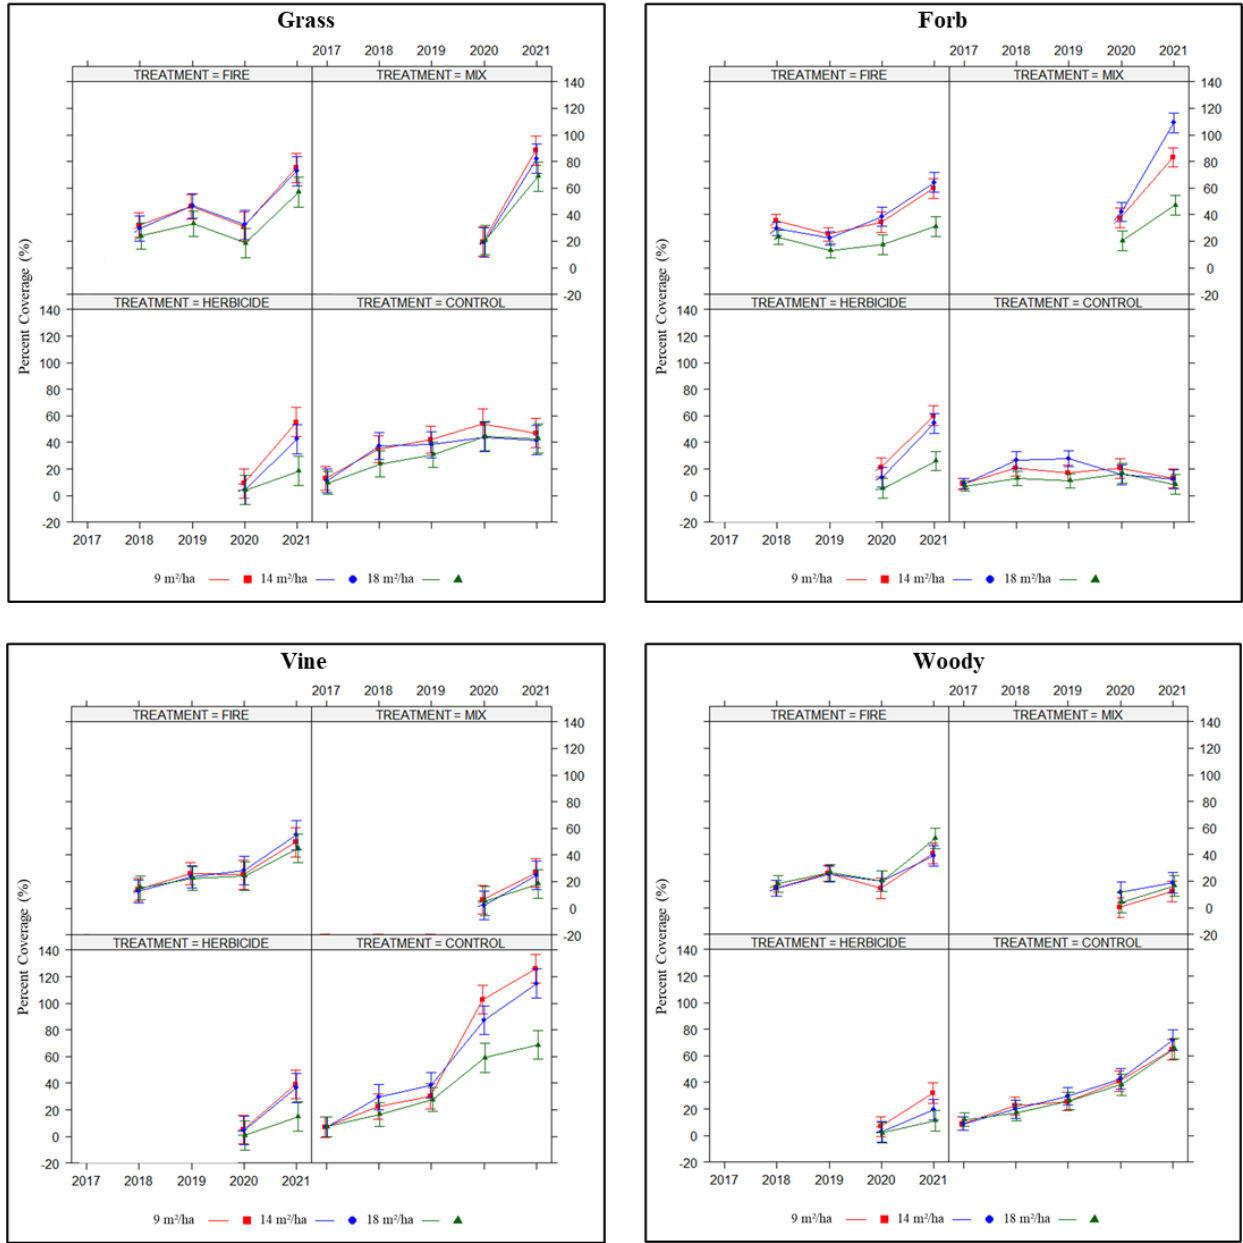 Grass
2017 2018 2019 2020 2021
TREATMENT = FIRE TREATMENT = MIX
140
120
100
80
60
40
20
0
-20
TREATMENT = HERBICIDE TREATMENT = CONTROL
140
120
100
80
60
40
20
0
-20
2017 2018 2019 2020 2021
Percent Coverage (%)
9 m²/ha 14 m²/ha 18 m²/ha
Forb
2017 2018 2019 2020 2021
TREATMENT = FIRE TREATMENT = MIX
140
120
100
80
60
40
20
0
-20
TREATMENT = HERBICIDE TREATMENT = CONTROL
140
120
100
80
60
40
20
0
-20
2017 2018 2019 2020 2021
Percent Coverage (%)
9 m²/ha 14 m²/ha 18 m²/ha
Vine
2017 2018 2019 2020 2021
TREATMENT = FIRE TREATMENT = MIX
140
120
100
80
60
40
20
0
-20
TREATMENT = HERBICIDE TREATMENT = CONTROL
140
120
100
80
60
40
20
0
-20
2017 2018 2019 2020 2021
Percent Coverage (%)
9 m²/ha 14 m²/ha 18 m²/ha
Woody
2017 2018 2019 2020 2021
TREATMENT = FIRE TREATMENT = MIX
140
120
100
80
60
40
20
0
-20
TREATMENT = HERBICIDE TREATMENT = CONTROL
140
120
100
80
60
40
20
0
-20
2017 2018 2019 2020 2021
Percent Coverage (%)
9 m²/ha 14 m²/ha 18 m²/ha